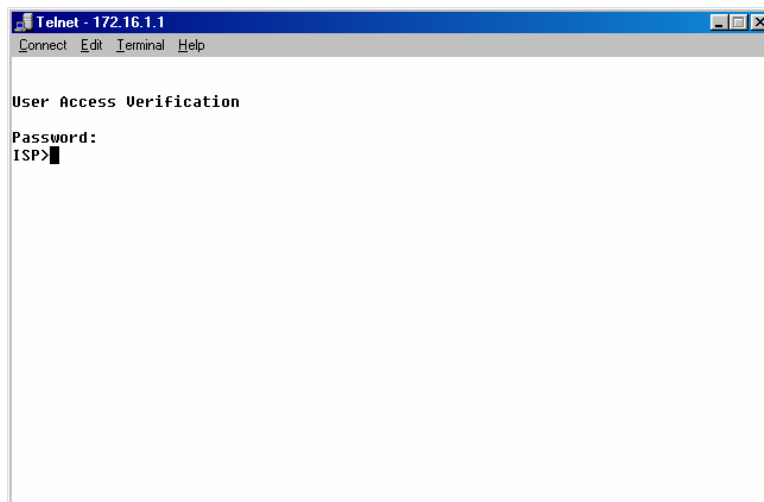 Telnet - 172.16.1.1
Connect Edit Terminal Help
User Access Verification
Password:
ISP>